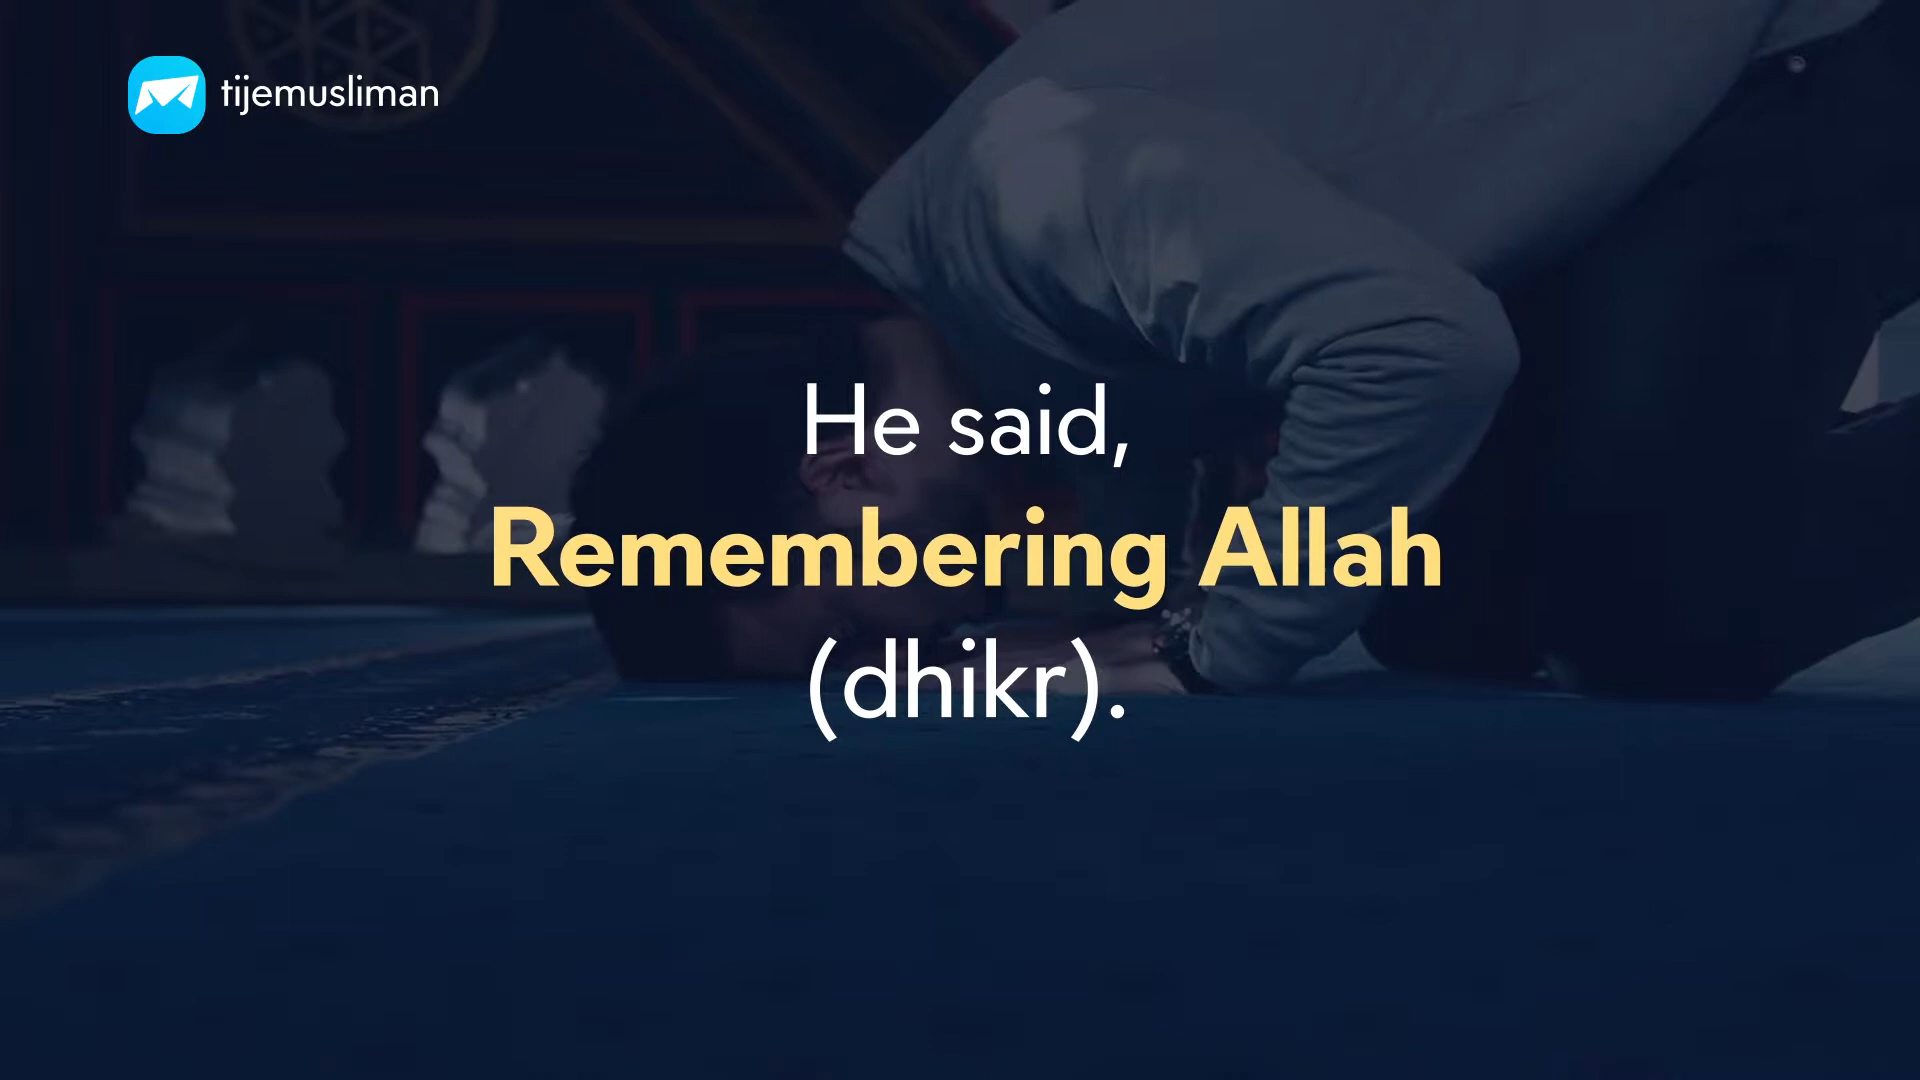 tijemusliman
He said,
Remembering Allah
(dhikr).